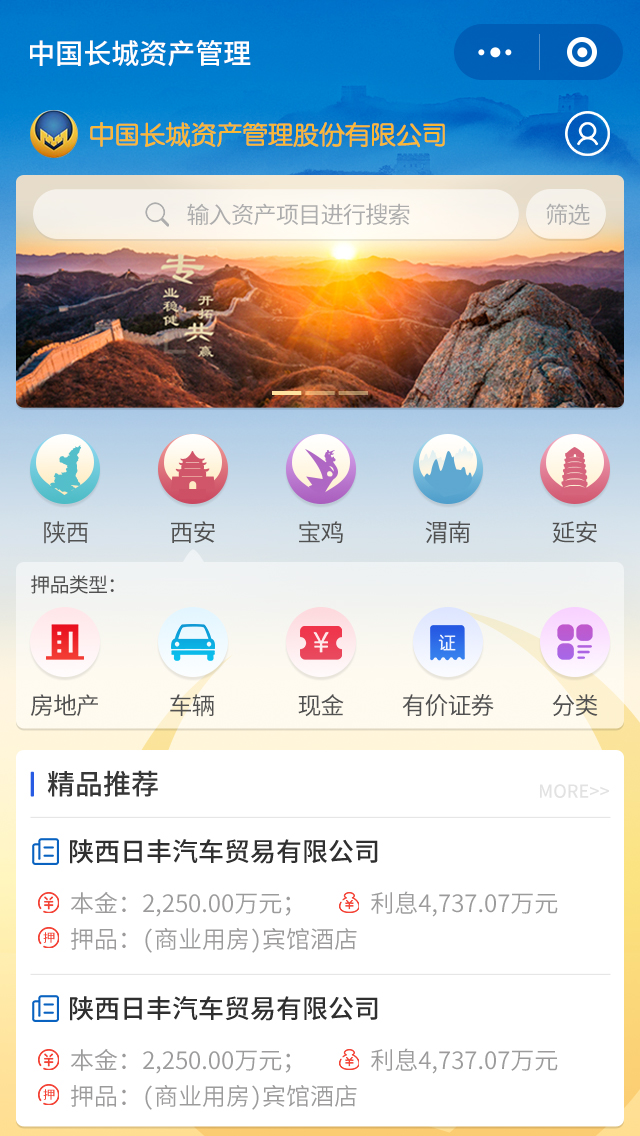 中国长城资产管理
中国长城资产管理股份有限公司
输入资产项目进行搜索
筛选
专
业稳健
开拓
共
赢
陕西
西安
宝鸡
渭南
延安
押品类型:
¥
证
房地产
车辆
现金
有价证券
分类
精品推荐
MORE>>
陕西日丰汽车贸易有限公司
¥ 本金：2,250.00万元； ¥ 利息4,737.07万元
押 押品：(商业用房)宾馆酒店
陕西日丰汽车贸易有限公司
¥ 本金：2,250.00万元； ¥ 利息4,737.07万元
押 押品：(商业用房)宾馆酒店